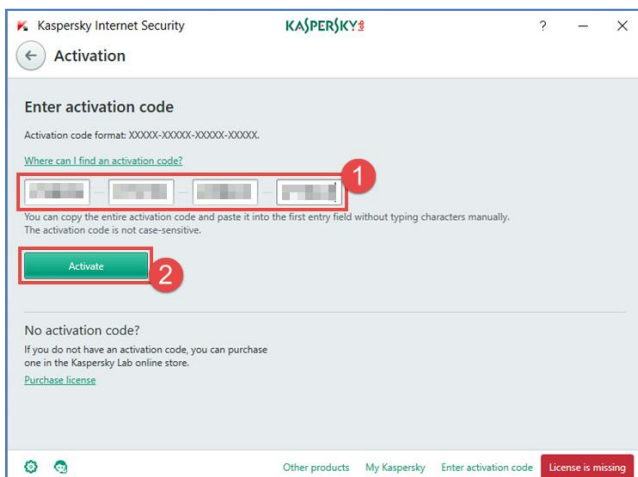 Kaspersky Internet Security KASPERSKY lab ? — ×
Activation
Enter activation code
Activation code format: XXXXX-XXXXX-XXXXX-XXXXX.
Where can I find an activation code?
1
You can copy the entire activation code and paste it into the first entry field without typing characters manually.
The activation code is not case-sensitive.
Activate
2
No activation code?
If you do not have an activation code, you can purchase
one in the Kaspersky Lab online store.
Purchase license
Other products My Kaspersky Enter activation code License is missing